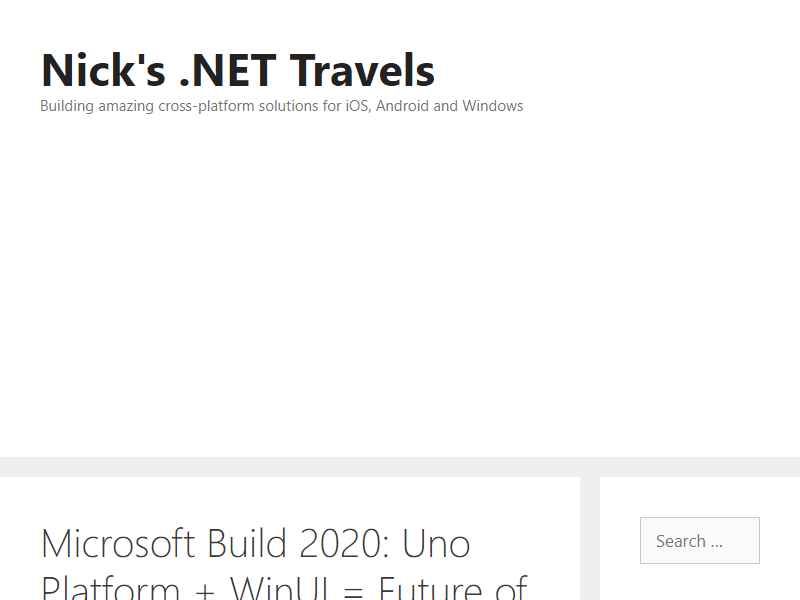 Nick's .NET Travels
Building amazing cross-platform solutions for iOS, Android and Windows
Microsoft Build 2020: Uno
Platform + WinUI = Future of
Search ...